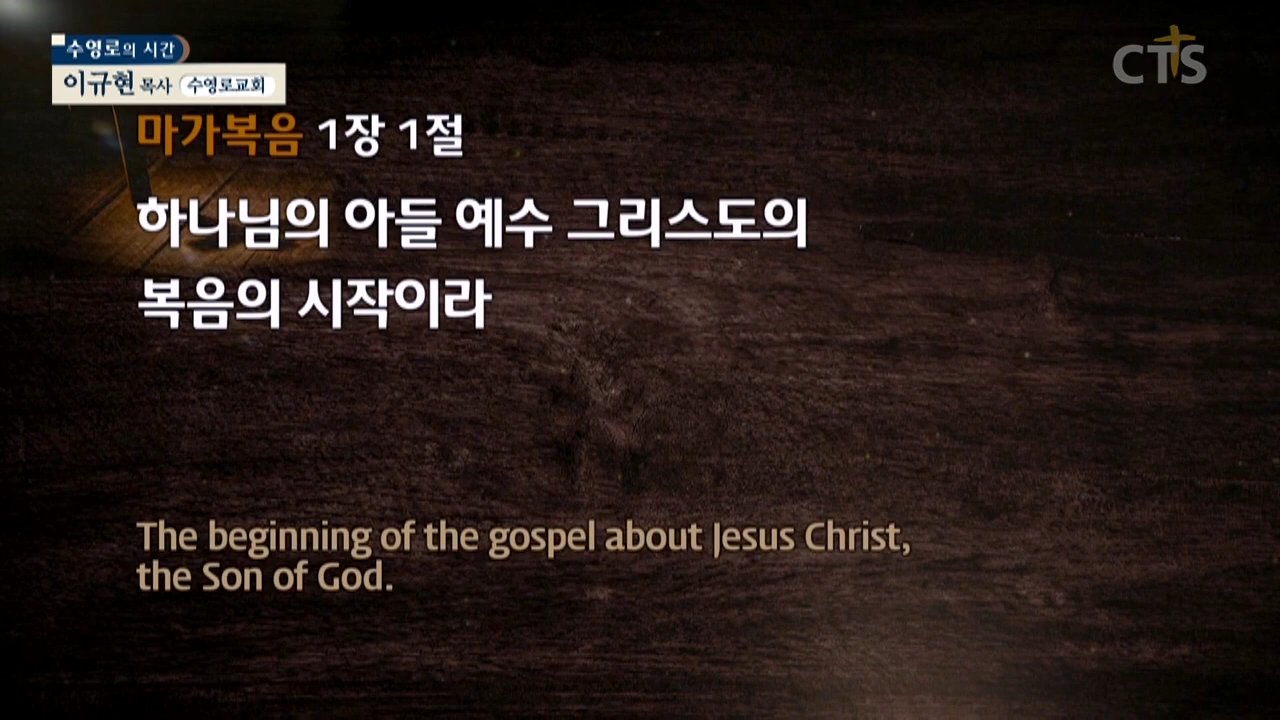 수영로의 시간
이규현 목사 수영로교회
CTS
마가복음 1장 1절
하나님의 아들 예수 그리스도의
복음의 시작이라
The beginning of the gospel about Jesus Christ,
the Son of God.